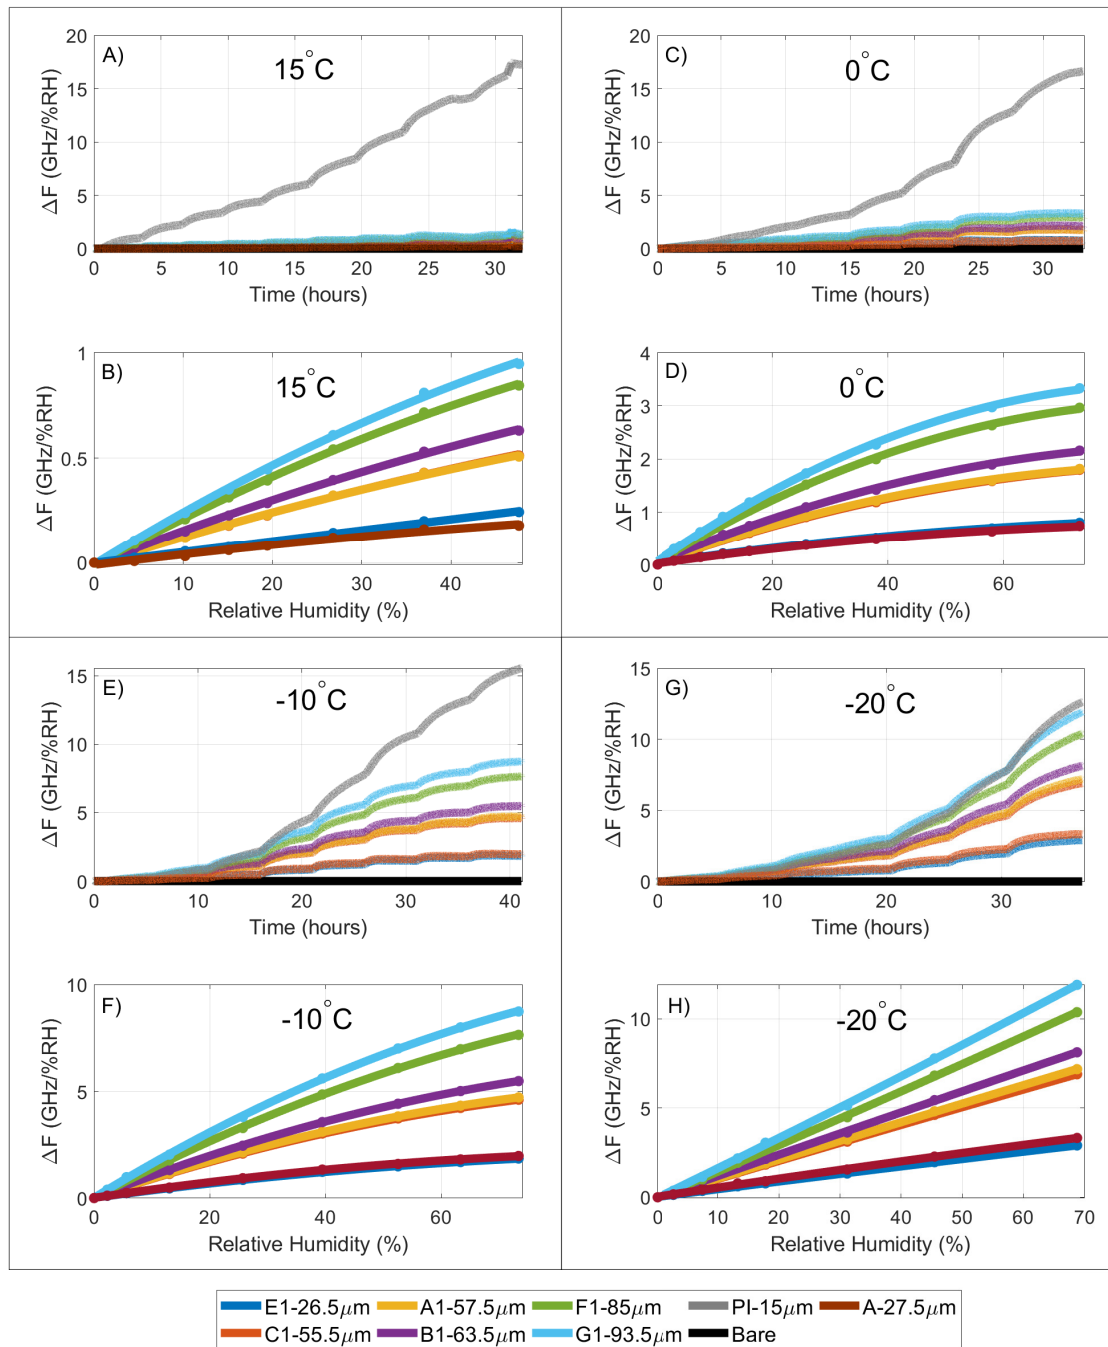 A)
15°C
ΔF (GHz/%RH)
20
15
10
5
0
0 5 10 15 20 25 30
Time (hours)
C)
0°C
ΔF (GHz/%RH)
20
15
10
5
0
0 5 10 15 20 25 30
Time (hours)
B)
15°C
ΔF (GHz/%RH)
1
0.5
0
0 10 20 30 40
Relative Humidity (%)
D)
0°C
ΔF (GHz/%RH)
4
3
2
1
0
0 20 40 60
Relative Humidity (%)
E)
-10°C
ΔF (GHz/%RH)
15
10
5
0
0 10 20 30 40
Time (hours)
G)
-20°C
ΔF (GHz/%RH)
15
10
5
0
0 10 20 30
Time (hours)
F)
-10°C
ΔF (GHz/%RH)
10
5
0
0 20 40 60
Relative Humidity (%)
H)
-20°C
ΔF (GHz/%RH)
10
5
0
0 10 20 30 40 50 60 70
Relative Humidity (%)
E1-26.5μm A1-57.5μm F1-85μm PI-15μm A-27.5μm
C1-55.5μm B1-63.5μm G1-93.5μm Bare